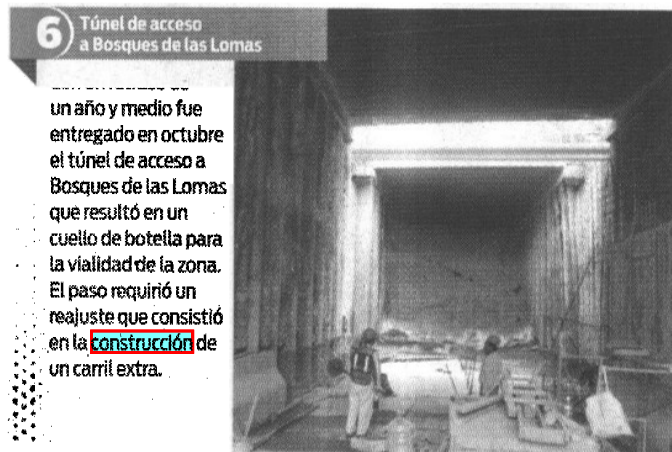 6 Túnel de acceso
a Bosques de las Lomas
un año y medio fue
entregado en octubre
el túnel de acceso a
Bosques de las Lomas
que resultó en un
cuello de botella para
la vialidad de la zona.
El paso requirió un
reajuste que consistió
en la construcción de
un carril extra.